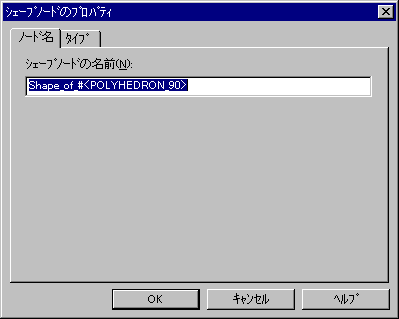 シェープノードのプロパティ
ノード名 タイプ
シェープノードの名前(N):
Shape_of_#<POLYHEDRON_90>
OK キャンセル ヘルプ